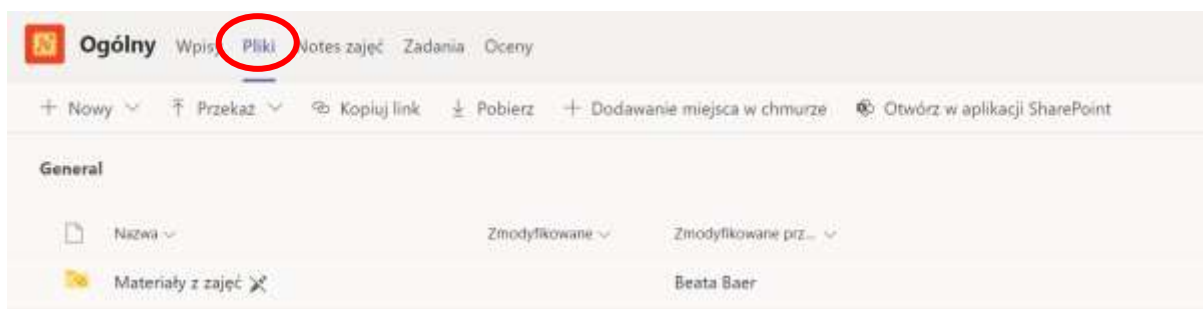 Ogólny Wpisy Pliki Notes zajęć Zadania Oceny
+ Nowy Przekaż Kopiuj link Pobierz + Dodawanie miejsca w chmurze Otwórz w aplikacji SharePoint
General
Nazwa Zmodyfikowane Zmodyfikowane prz...
Materiały z zajęć Beata Baer